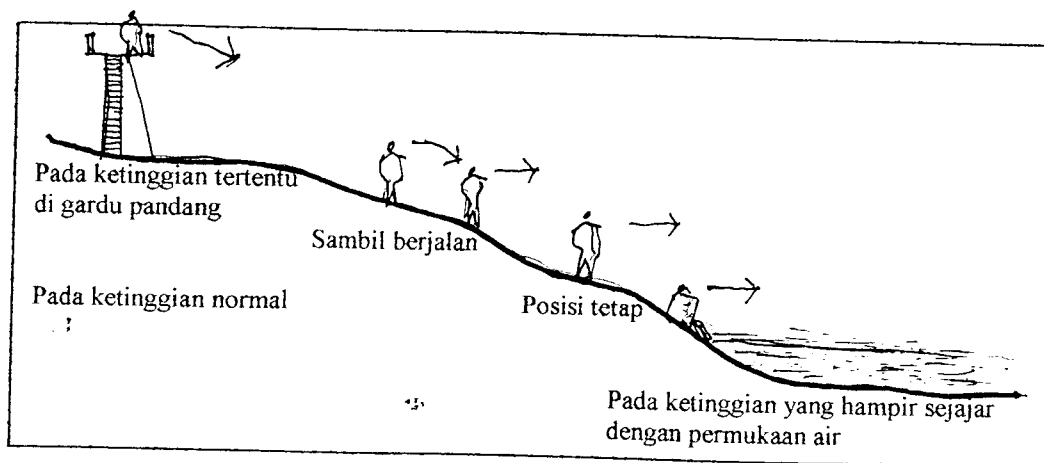 Pada ketinggian tertentu
di gardu pandang
Sambil berjalan
Pada ketinggian normal
Posisi tetap
Pada ketinggian yang hampir sejajar
dengan permukaan air